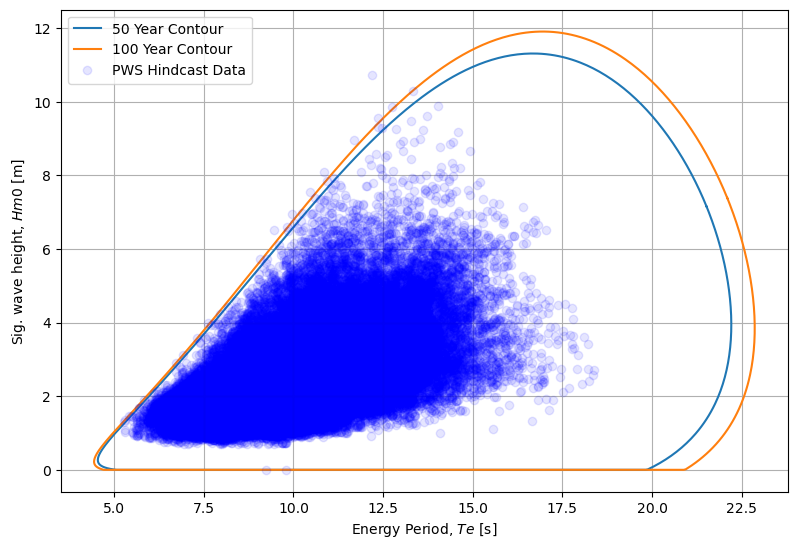 50 Year Contour
100 Year Contour
PWS Hindcast Data
12
10
8
6
4
2
0
Sig. wave height, Hm0 [m]
5.0 7.5 10.0 12.5 15.0 17.5 20.0 22.5
Energy Period, Te [s]